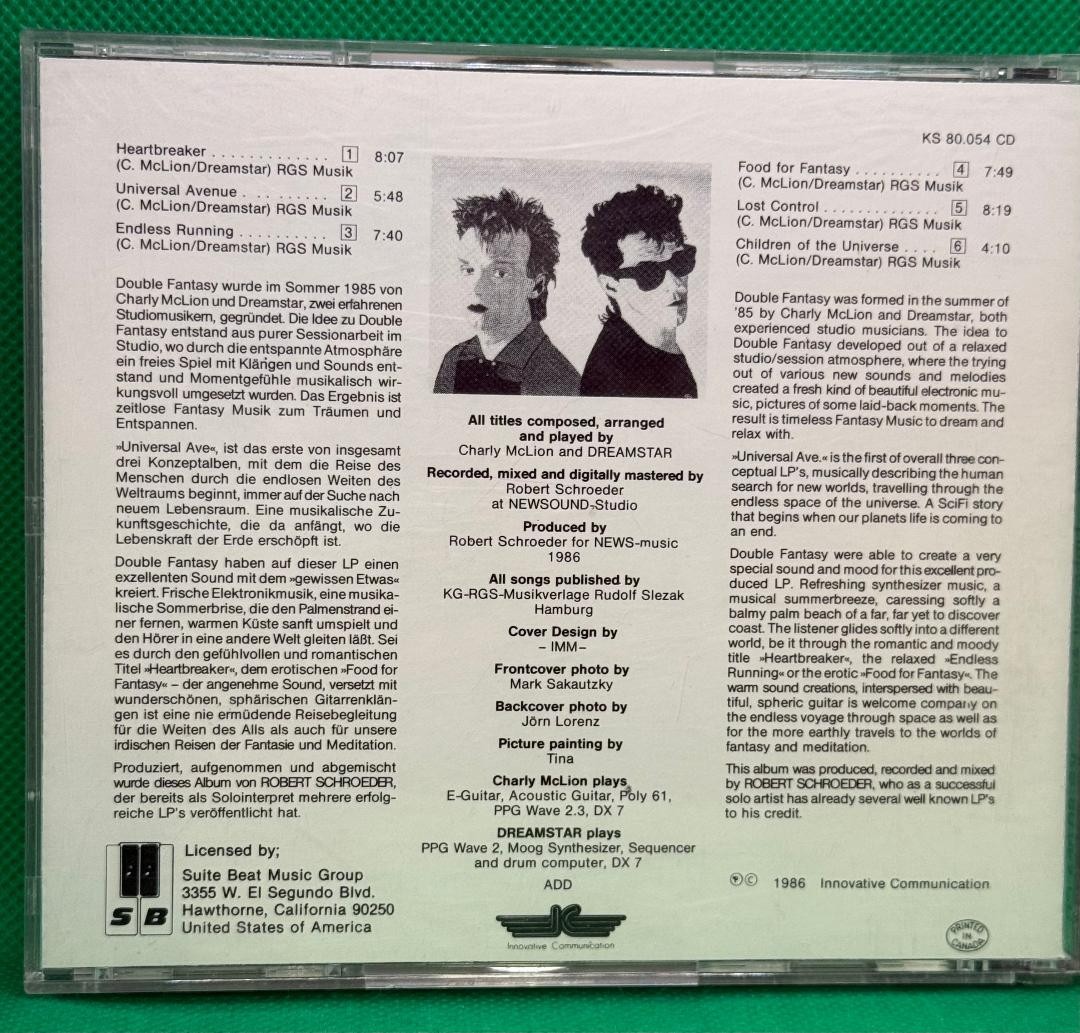 KS 80.054 CD
Heartbreaker . . . . . . . . . . . . . 1 8:07
(C. McLion/Dreamstar) RGS Musik
Universal Avenue . . . . . . . . . 2 5:48
(C. McLion/Dreamstar) RGS Musik
Endless Running . . . . . . . . . . 3 7:40
(C. McLion/Dreamstar) RGS Musik
Double Fantasy wurde im Sommer 1985 von
Charly McLion und Dreamstar, zwei erfahrenen
Studiomusikern, gegründet. Die Idee zu Double
Fantasy entstand aus purer Sessionarbeit im
Studio, wo durch die entspannte Atmosphäre
ein freies Spiel mit Klängen und Sounds ent-
stand und Momentgefühle musikalisch wir-
kungsvoll umgesetzt wurden. Das Ergebnis ist
zeitlose Fantasy Musik zum Träumen und
Entspannen.
»Universal Ave«, ist das erste von insgesamt
drei Konzeptalben, mit dem die Reise des
Menschen durch die endlosen Weiten des
Weltraums beginnt, immer auf der Suche nach
neuem Lebensraum. Eine musikalische Zu-
kunftsgeschichte, die da anfängt, wo die
Lebenskraft der Erde erschöpft ist.
Double Fantasy haben auf dieser LP einen
exzellenten Sound mit dem »gewissen Etwas«
kreiert. Frische Elektronikmusik, eine musika-
lische Sommerbrise, die den Palmenstrand ei-
ner fernen, warmen Küste sanft umspielt und
den Hörer in eine andere Welt gleiten läßt. Sei
es durch den gefühlvollen und romantischen
Titel »Heartbreaker«, dem erotischen »Food for
Fantasy« – der angenehme Sound, versetzt mit
wunderschönen, sphärischen Gitarrenklän-
gen ist eine nie ermüdende Reisebegleitung
für die Weiten des Alls als auch für unsere
irdischen Reisen der Fantasie und Meditation.
Produziert, aufgenommen und abgemischt
wurde dieses Album von ROBERT SCHROEDER,
der bereits als Solointerpret mehrere erfolg-
reiche LP's veröffentlicht hat.
SB
Licensed by;
Suite Beat Music Group
3355 W. El Segundo Blvd.
Hawthorne, California 90250
United States of America
All titles composed, arranged
and played by
Charly McLion and DREAMSTAR
Recorded, mixed and digitally mastered by
Robert Schroeder
at NEWSOUND-Studio
Produced by
Robert Schroeder for NEWS-music
1986
All songs published by
KG-RGS-Musikverlage Rudolf Slezak
Hamburg
Cover Design by
– IMM –
Frontcover photo by
Mark Sakautzky
Backcover photo by
Jörn Lorenz
Picture painting by
Tina
Charly McLion plays
E-Guitar, Acoustic Guitar, Poly 61,
PPG Wave 2.3, DX 7
DREAMSTAR plays
PPG Wave 2, Moog Synthesizer, Sequencer
and drum computer, DX 7
ADD
IC
Innovative Communication
Food for Fantasy . . . . . . . . . . 4 7:49
(C. McLion/Dreamstar) RGS Musik
Lost Control . . . . . . . . . . . . . . 5 8:19
(C. McLion/Dreamstar) RGS Musik
Children of the Universe . . . . 6 4:10
(C. McLion/Dreamstar) RGS Musik
Double Fantasy was formed in the summer of
'85 by Charly McLion and Dreamstar, both
experienced studio musicians. The idea to
Double Fantasy developed out of a relaxed
studio/session atmosphere, where the trying
out of various new sounds and melodies
created a fresh kind of beautiful electronic mu-
sic, pictures of some laid-back moments. The
result is timeless Fantasy Music to dream and
relax with.
»Universal Ave.« is the first of overall three con-
ceptual LP's, musically describing the human
search for new worlds, travelling through the
endless space of the universe. A SciFi story
that begins when our planets life is coming to
an end.
Double Fantasy were able to create a very
special sound and mood for this excellent pro-
duced LP. Refreshing synthesizer music, a
musical summerbreeze, caressing softly a
balmy palm beach of a far, far yet to discover
coast. The listener glides softly into a different
world, be it through the romantic and moody
title »Heartbreaker«, the relaxed »Endless
Running« or the erotic »Food for Fantasy«. The
warm sound creations, interspersed with beau-
tiful, spheric guitar is welcome company on
the endless voyage through space as well as
for the more earthly travels to the worlds of
fantasy and meditation.
This album was produced, recorded and mixed
by ROBERT SCHROEDER, who as a successful
solo artist has already several well known LP's
to his credit.
℗© 1986 Innovative Communication
PRINTED
IN
CANADA